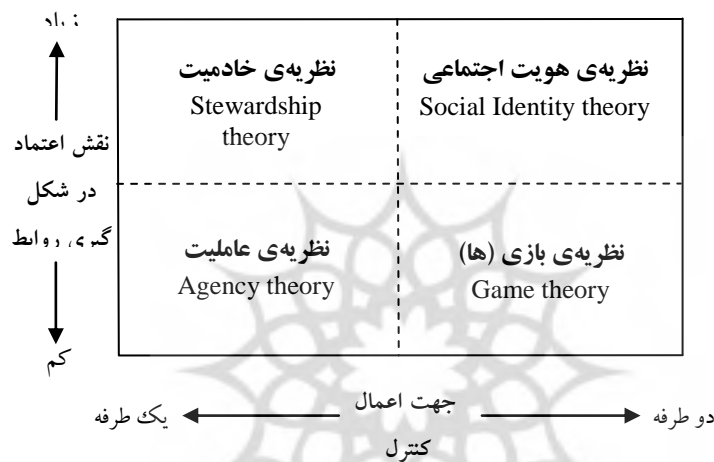 زیاد
نظریه‌ی خادمیت
Stewardship
theory
نظریه‌ی هویت اجتماعی
Social Identity theory
نقش اعتماد
در شکل
گیری روابط
نظریه‌ی عاملیت
Agency theory
نظریه‌ی بازی (ها)
Game theory
کم
یک طرفه
جهت اعمال
کنترل
دو طرفه